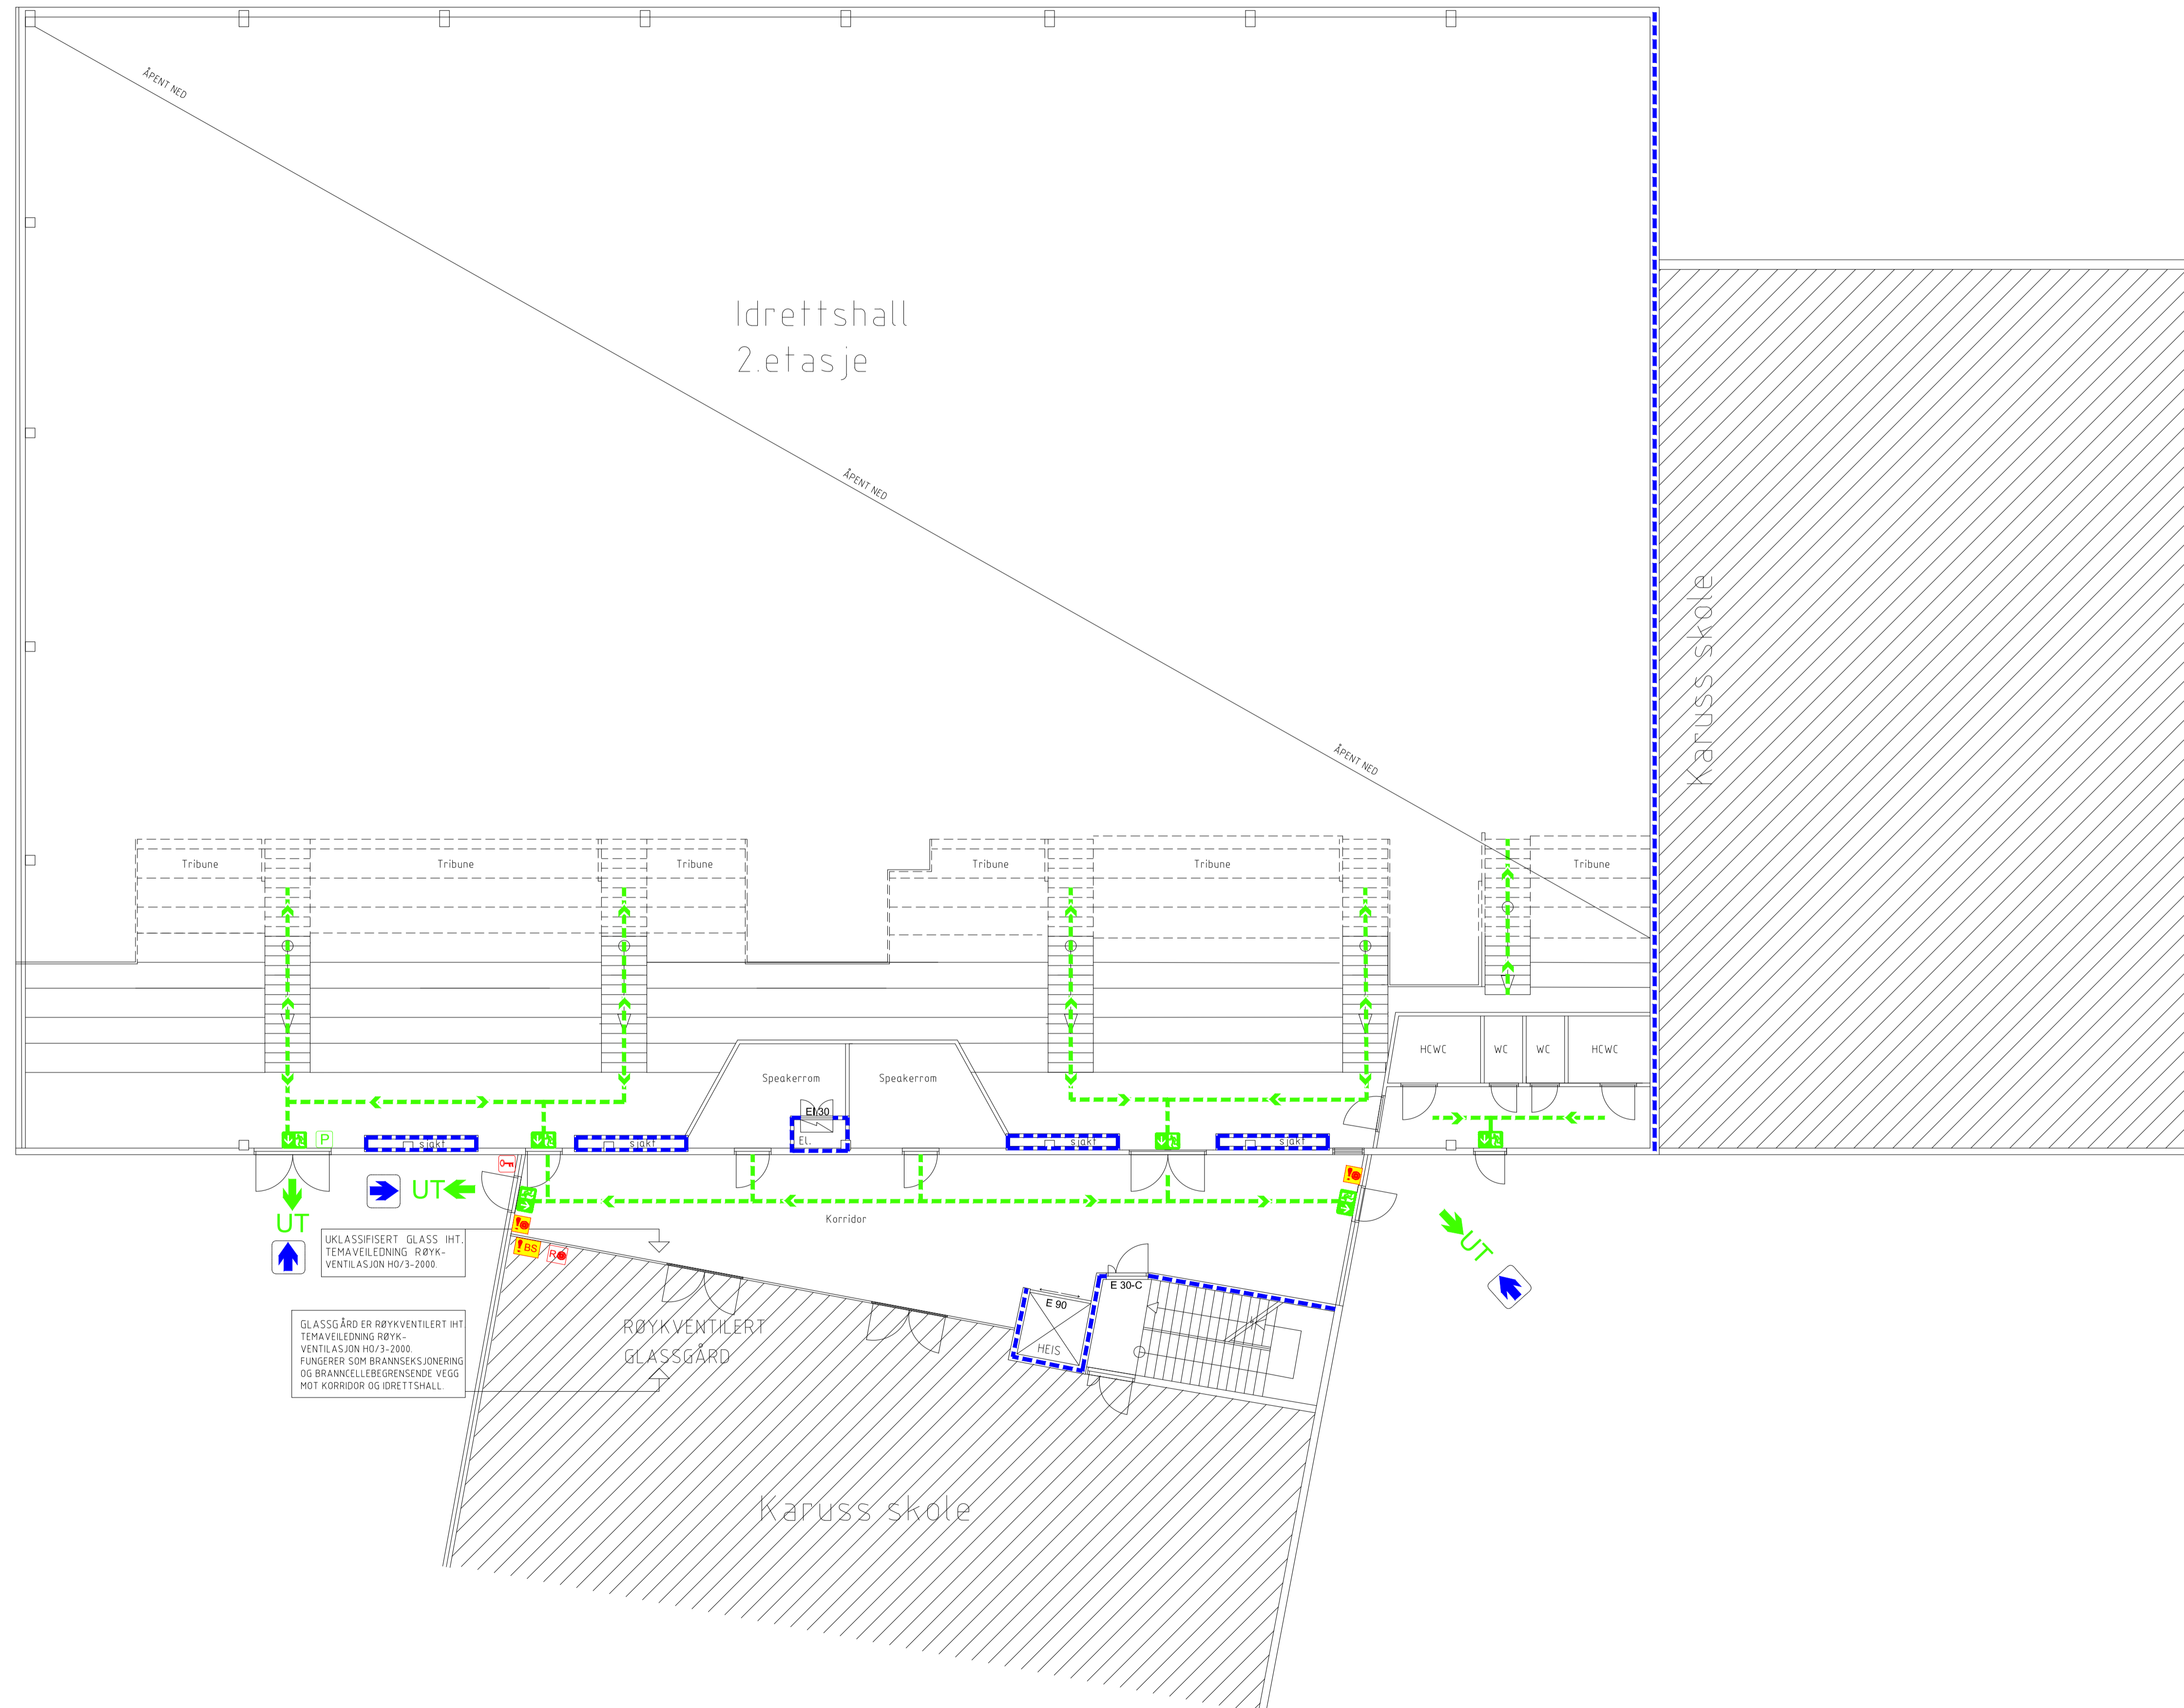 ÅPENT NED
Idrettshall
2.etasje
ÅPENT NED
Karuss skole
ÅPENT NED
Tribune
Tribune
Tribune
Tribune
Tribune
Tribune
HCWC
WC
WC
HCWC
Speakerrom
Speakerrom
EI 30
El.
P
sjakt
sjakt
sjakt
sjakt
UT
UT
Korridor
UT
UKLASSIFISERT GLASS IHT.
TEMAVEILEDNING RØYK-
VENTILASJON HO/3-2000.
BS
R
E 30-C
E 90
HEIS
GLASSGÅRD ER RØYKVENTILERT IHT.
TEMAVEILEDNING RØYK-
VENTILASJON HO/3-2000.
FUNGERER SOM BRANNSEKSJONERING
OG BRANNCELLEBEGRENSENDE VEGG
MOT KORRIDOR OG IDRETTSHALL.
RØYKVENTILERT
GLASSGÅRD
Karuss skole